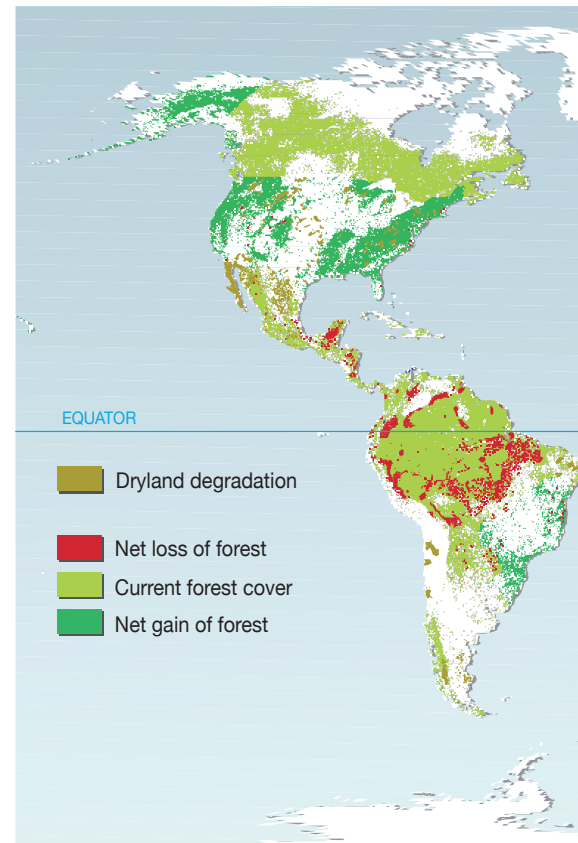 EQUATOR
Dryland degradation
Net loss of forest
Current forest cover
Net gain of forest